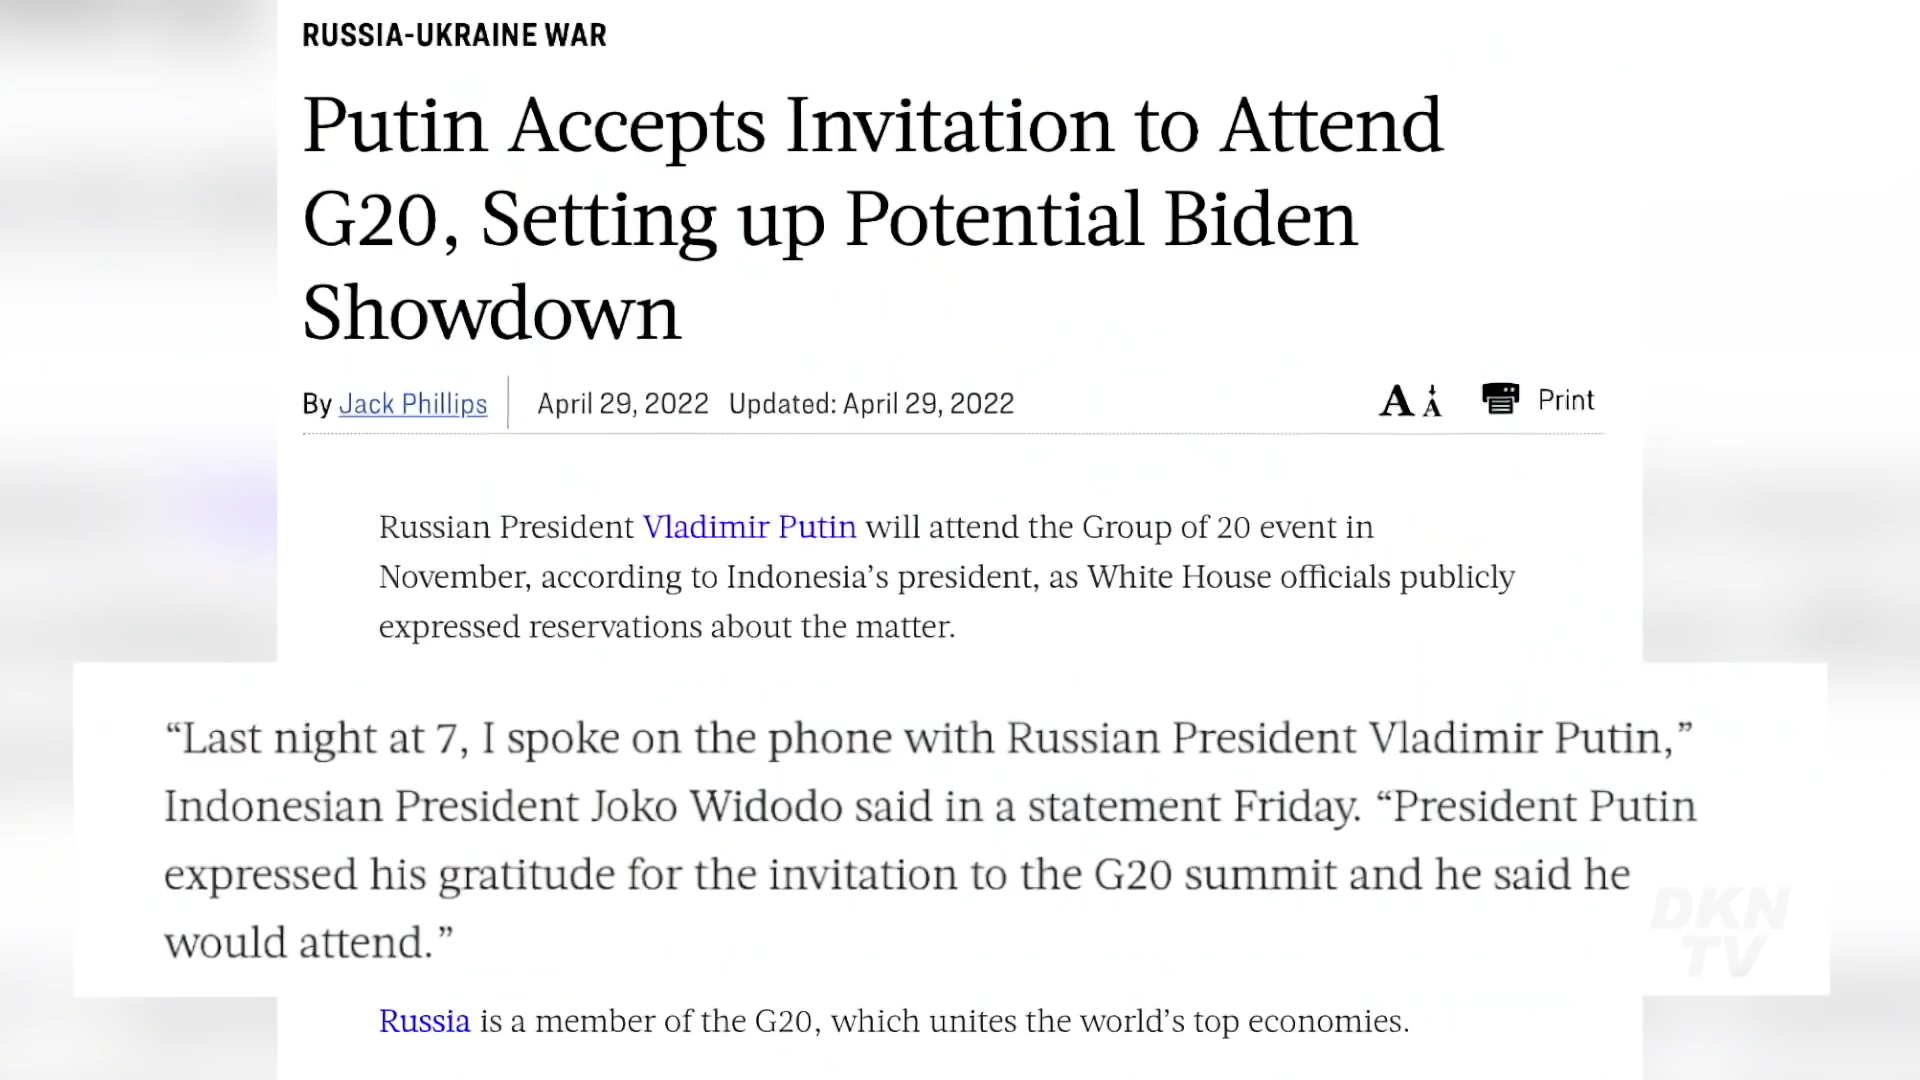 RUSSIA-UKRAINE WAR
Putin Accepts Invitation to Attend
G20, Setting up Potential Biden
Showdown
By Jack Phillips April 29, 2022 Updated: April 29, 2022 A A Print
Russian President Vladimir Putin will attend the Group of 20 event in
November, according to Indonesia’s president, as White House officials publicly
expressed reservations about the matter.
“Last night at 7, I spoke on the phone with Russian President Vladimir Putin,”
Indonesian President Joko Widodo said in a statement Friday. “President Putin
expressed his gratitude for the invitation to the G20 summit and he said he
would attend.”
DKN
TV
Russia is a member of the G20, which unites the world’s top economies.